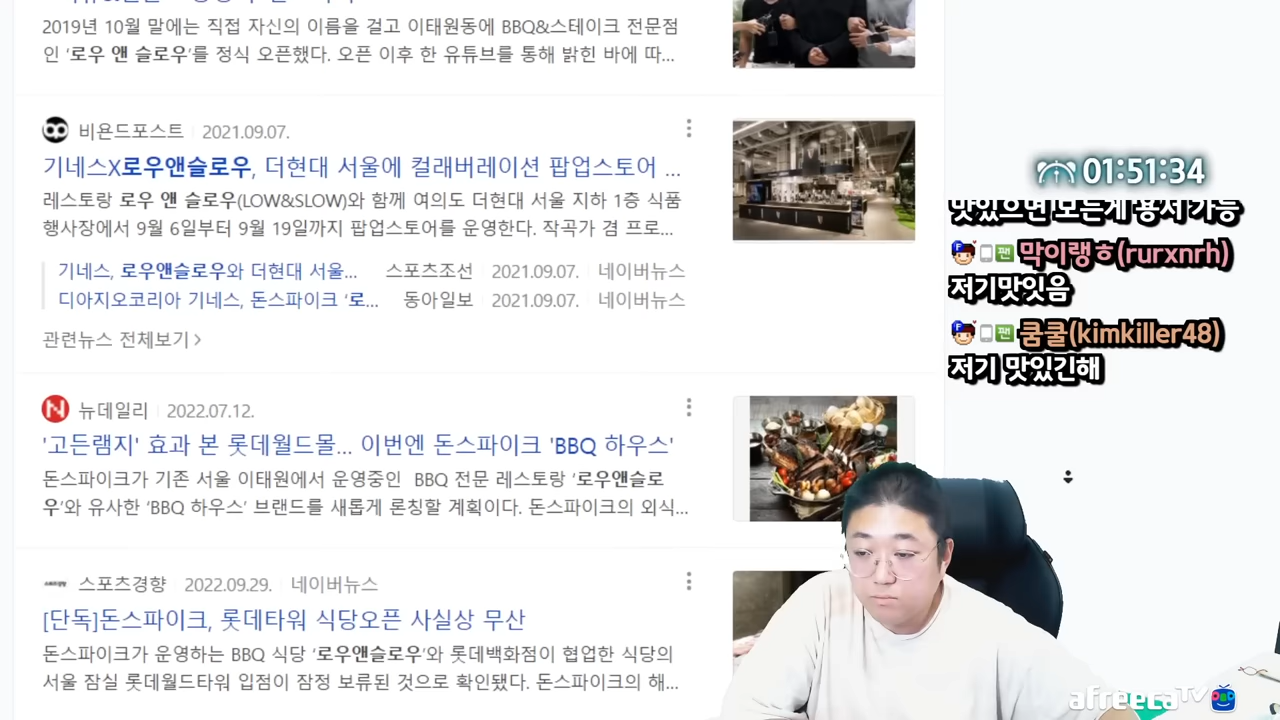 2019년 10월 말에는 직접 자신의 이름을 걸고 이태원동에 BBQ&스테이크 전문점
인 ‘로우 앤 슬로우’를 정식 오픈했다. 오픈 이후 한 유튜브를 통해 밝힌 바에 따...
비욘드포스트 2021.09.07.
기네스X로우앤슬로우, 더현대 서울에 컬래버레이션 팝업스토어 ...
레스토랑 로우 앤 슬로우(LOW&SLOW)와 함께 여의도 더현대 서울 지하 1층 식품
행사장에서 9월 6일부터 9월 19일까지 팝업스토어를 운영한다. 작곡가 겸 프로...
기네스, 로우앤슬로우와 더현대 서울... 스포츠조선 2021.09.07. 네이버뉴스
디아지오코리아 기네스, 돈스파이크 ‘로... 동아일보 2021.09.07. 네이버뉴스
관련뉴스 전체보기 >
뉴데일리 2022.07.12.
'고든램지' 효과 본 롯데월드몰... 이번엔 돈스파이크 'BBQ 하우스'
돈스파이크가 기존 서울 이태원에서 운영중인 BBQ 전문 레스토랑 ‘로우앤슬로
우’와 유사한 ‘BBQ 하우스’ 브랜드를 새롭게 론칭할 계획이다. 돈스파이크의 외식...
스포츠경향 2022.09.29. 네이버뉴스
[단독]돈스파이크, 롯데타워 식당오픈 사실상 무산
돈스파이크가 운영하는 BBQ 식당 ‘로우앤슬로우’와 롯데백화점이 협업한 식당의
서울 잠실 롯데월드타워 입점이 잠정 보류된 것으로 확인됐다. 돈스파이크의 해...
01:51:34
맛있으면 모든게 용서 가능
막이랭ㅎ(rurxnrh)
저기맛잇음
쿰쿨(kimkiller48)
저기 맛있긴해
afreecaTV